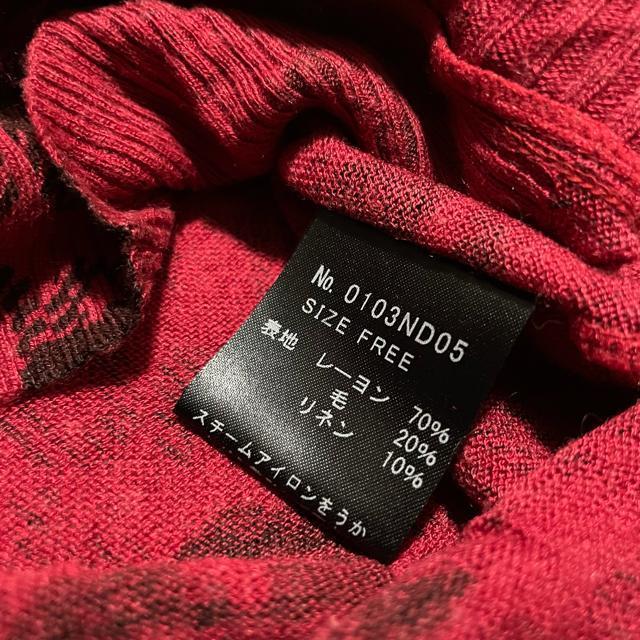 No. 0103ND05
SIZE FREE
表地 レーヨン 70%
毛 20%
リネン 10%
スチームアイロンをうか